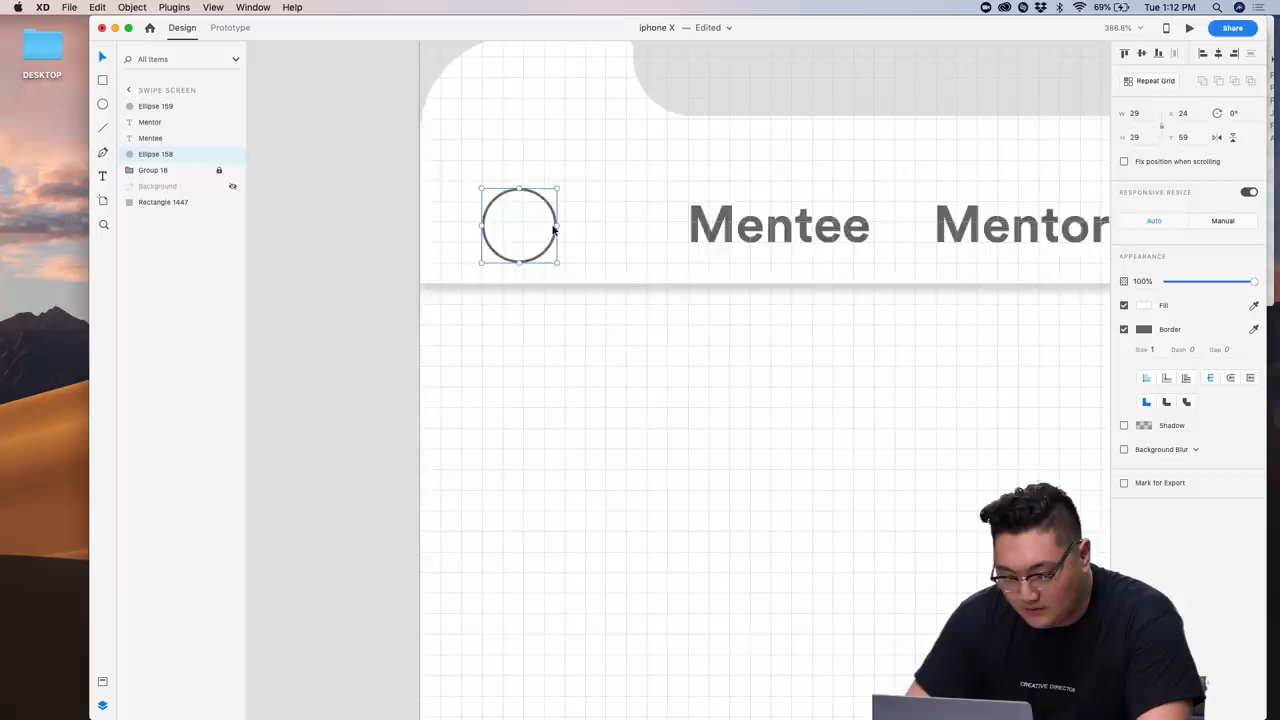 XD File Edit Object Plugins View Window Help 69% Tue 1:12 PM
Design Prototype iphone X — Edited 386.8% Share
DESKTOP
All Items
SWIPE SCREEN
Ellipse 159
Mentor
Mentee
Ellipse 158
Group 18
Background
Rectangle 1447
Mentee Mentor
Repeat Grid
W 29 X 24 0°
H 29 Y 59
Fix position when scrolling
RESPONSIVE RESIZE
Auto Manual
APPEARANCE
100%
Fill
Border
Size 1 Dash 0 Gap 0
Shadow
Background Blur
Mark for Export
CREATIVE DIRECTOR